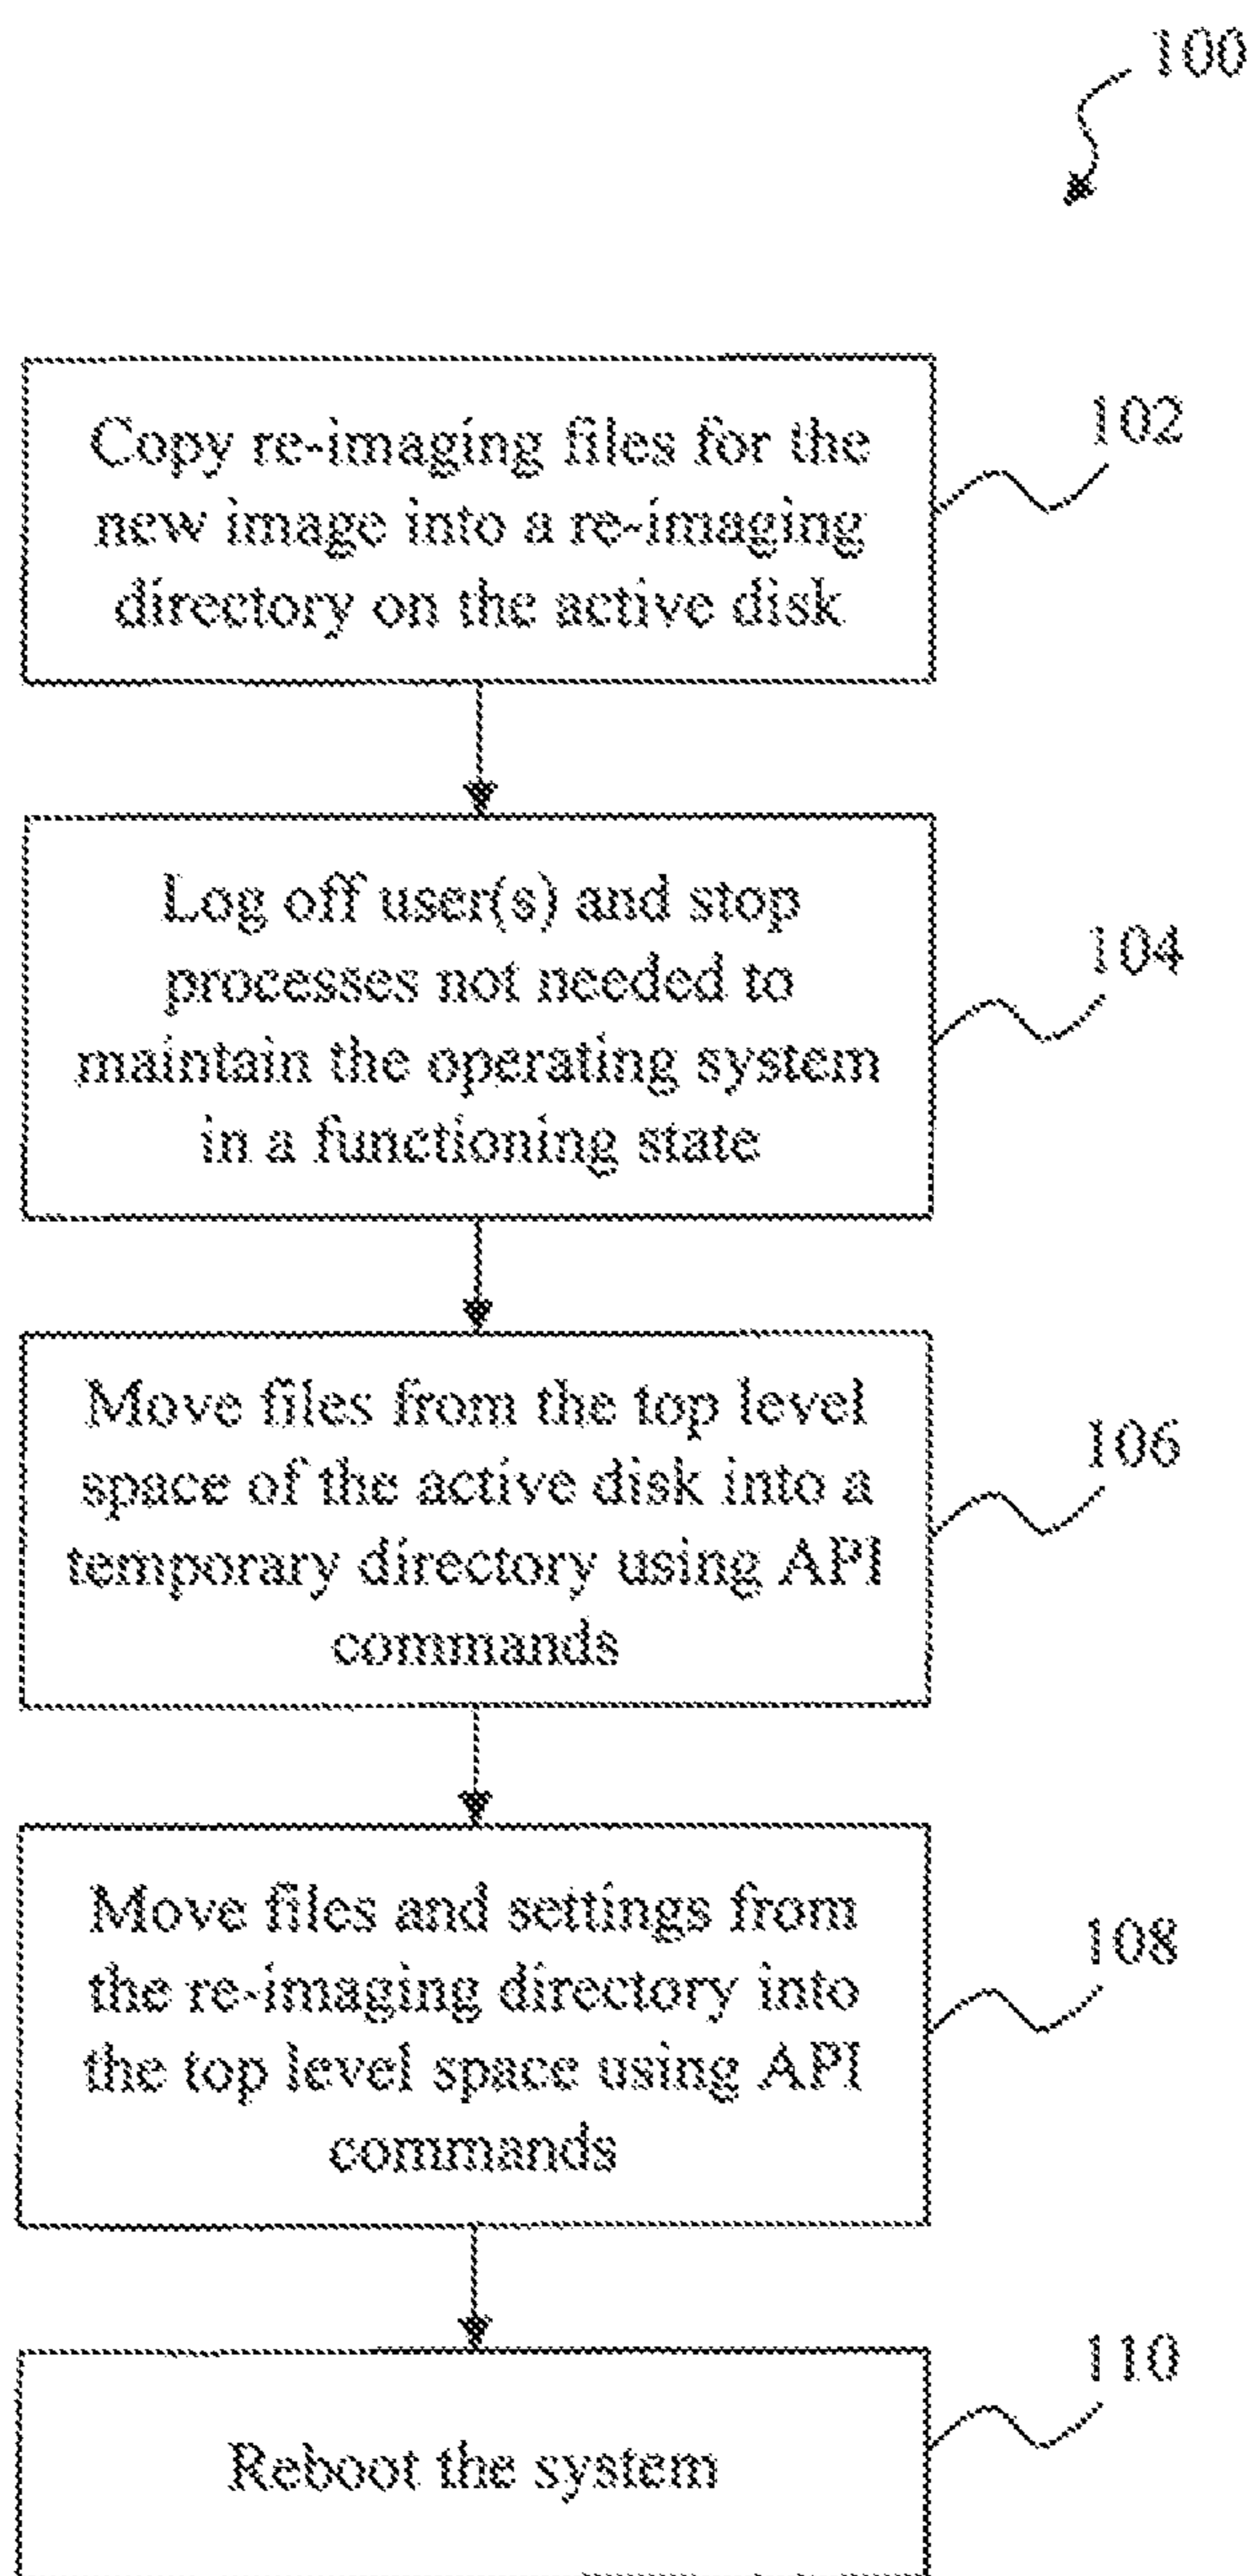 100
Copy re-imaging files for the
new image into a re-imaging
directory on the active disk
102
Log off user(s) and stop
processes not needed to
maintain the operating system
in a functioning state
104
Move files from the top level
space of the active disk into a
temporary directory using API
commands
106
Move files and settings from
the re-imaging directory into
the top level space using API
commands
108
Reboot the system
110